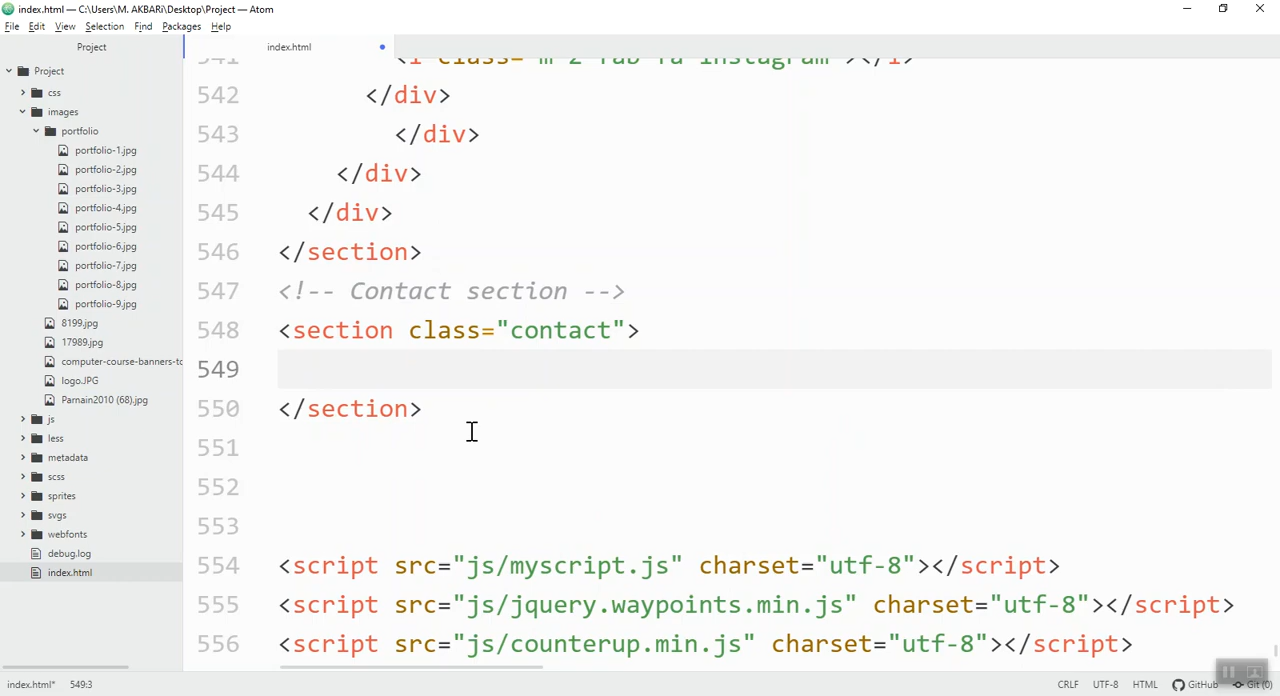 index.html — C:\Users\M. AKBARi\Desktop\Project — Atom
File Edit View Selection Find Packages Help
Project
index.html
Project
css
images
portfolio
portfolio-1.jpg
portfolio-2.jpg
portfolio-3.jpg
portfolio-4.jpg
portfolio-5.jpg
portfolio-6.jpg
portfolio-7.jpg
portfolio-8.jpg
portfolio-9.jpg
8199.jpg
17989.jpg
computer-course-banners-to
logo.JPG
Parnain2010 (68).jpg
js
less
metadata
scss
sprites
svgs
webfonts
debug.log
index.html
541 <i class="m-2 fab fa-instagram"></i>
542 </div>
543 </div>
544 </div>
545 </div>
546 </section>
547 <!-- Contact section -->
548 <section class="contact">
549
550 </section>
551
552
553
554 <script src="js/myscript.js" charset="utf-8"></script>
555 <script src="js/jquery.waypoints.min.js" charset="utf-8"></script>
556 <script src="js/counterup.min.js" charset="utf-8"></script>
index.html* 549:3 CRLF UTF-8 HTML GitHub Git (0)